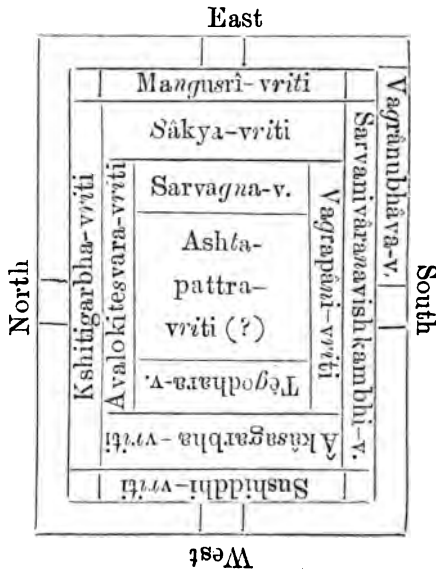 East
Mangusrî-vriti
Sâkya-vriti
Sarvagna-v.
Ashta-
pattra-
vriti (?)
Tègodhara-v.
Âkâsagarbha-vriti
Sushiddhi-vriti
West
North
Kshitigarbha-vriti
Avalokitesvara-vriti
Vagrapâni-vriti
Sarvanivâranavishkambhi-v.
Vagrânubhâva-v.
South